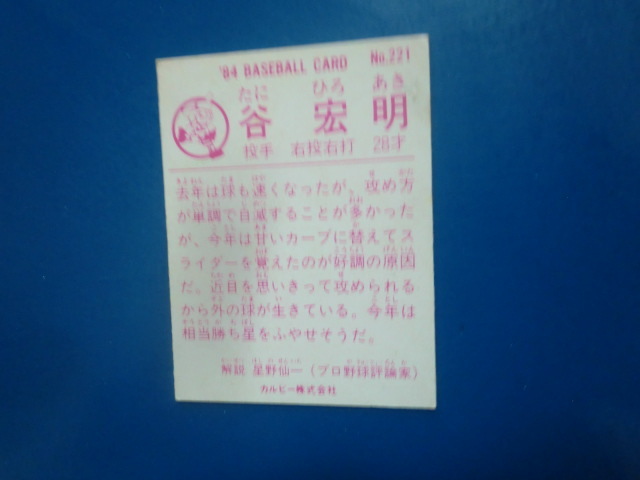 '84 BASEBALL CARD No.221
たに ひろ あき
谷 宏 明
投手 右投右打 28才
去年は球も速くなったが、攻め方
が単調で自滅することが多かった
が、今年は甘いカーブに替えてス
ライダーを覚えたのが好調の原因
だ。近目を思いきって攻められる
から外の球が生きている。今年は
相当勝ち星をふやせそうだ。
解説 星野仙一(プロ野球評論家)
カルビー株式会社